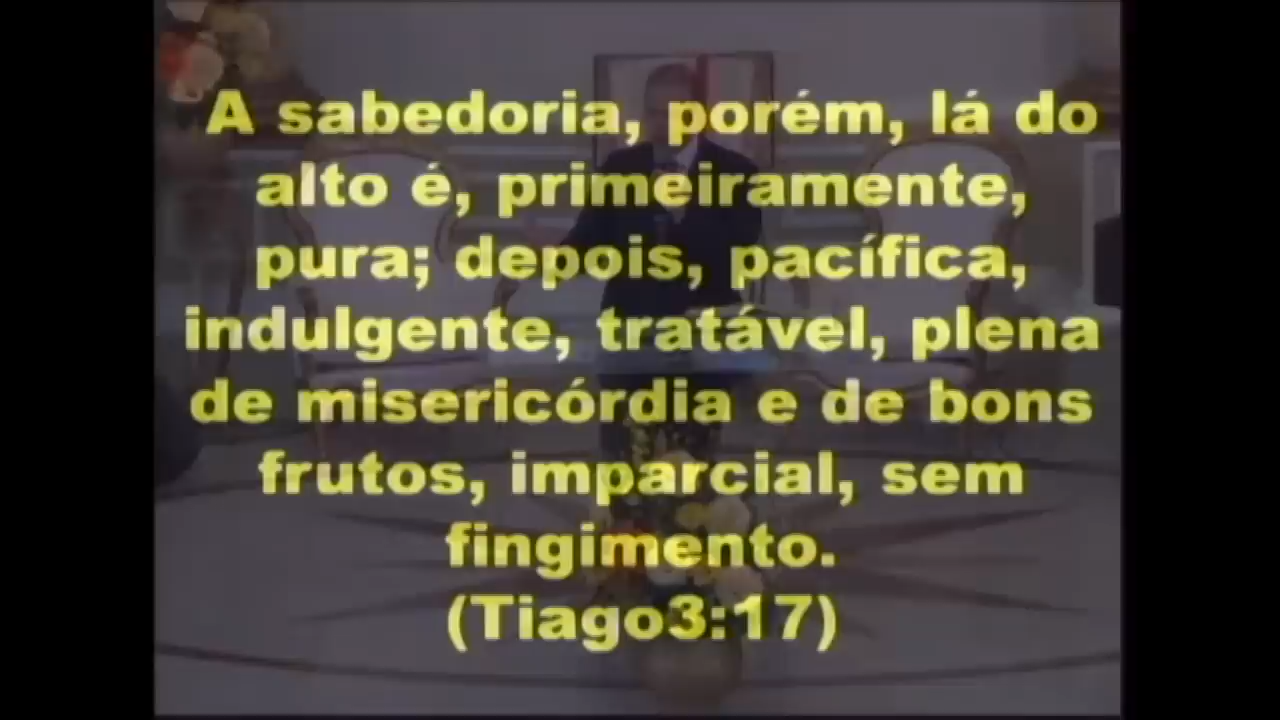 A sabedoria, porém, lá do
alto é, primeiramente,
pura; depois, pacífica,
indulgente, tratável, plena
de misericórdia e de bons
frutos, imparcial, sem
fingimento.
(Tiago3:17)